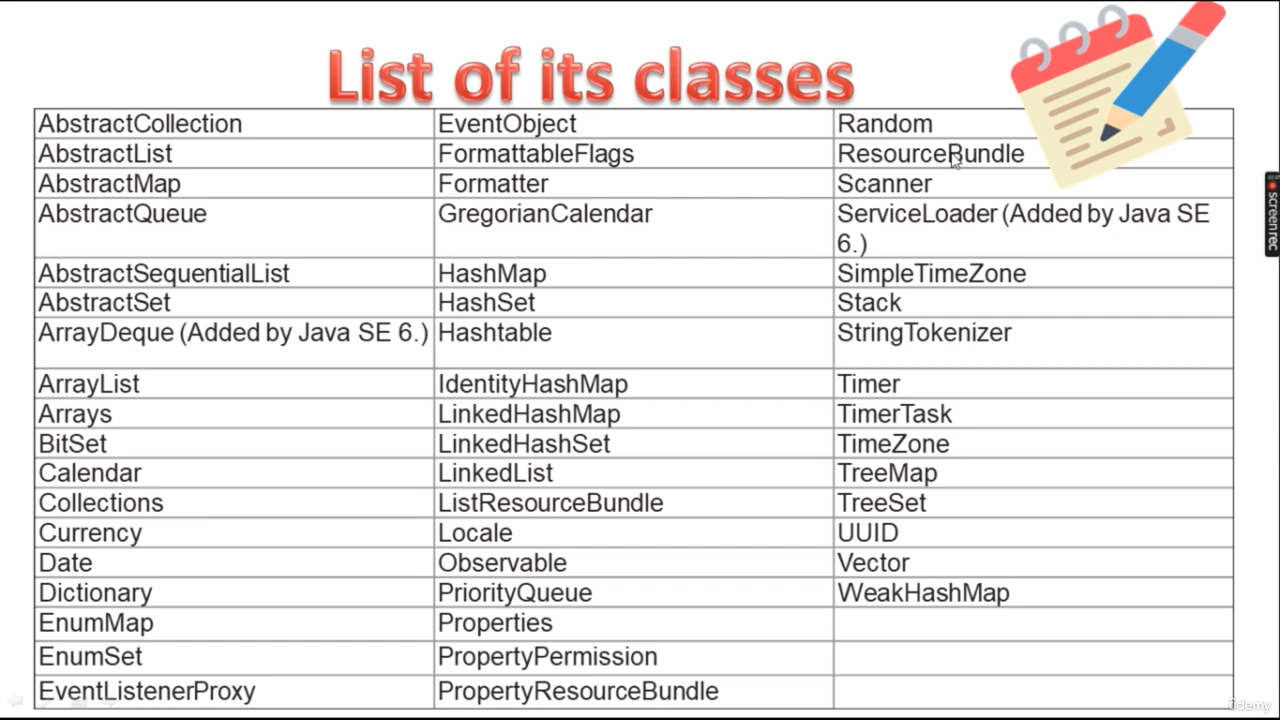 List of its classes
AbstractCollection EventObject Random
AbstractList FormattableFlags ResourceBundle
AbstractMap Formatter Scanner
AbstractQueue GregorianCalendar ServiceLoader (Added by Java SE
6.)
AbstractSequentialList HashMap SimpleTimeZone
AbstractSet HashSet Stack
ArrayDeque (Added by Java SE 6.) Hashtable StringTokenizer
ArrayList IdentityHashMap Timer
Arrays LinkedHashMap TimerTask
BitSet LinkedHashSet TimeZone
Calendar LinkedList TreeMap
Collections ListResourceBundle TreeSet
Currency Locale UUID
Date Observable Vector
Dictionary PriorityQueue WeakHashMap
EnumMap Properties
EnumSet PropertyPermission
EventListenerProxy PropertyResourceBundle
screen rec
ûdemy